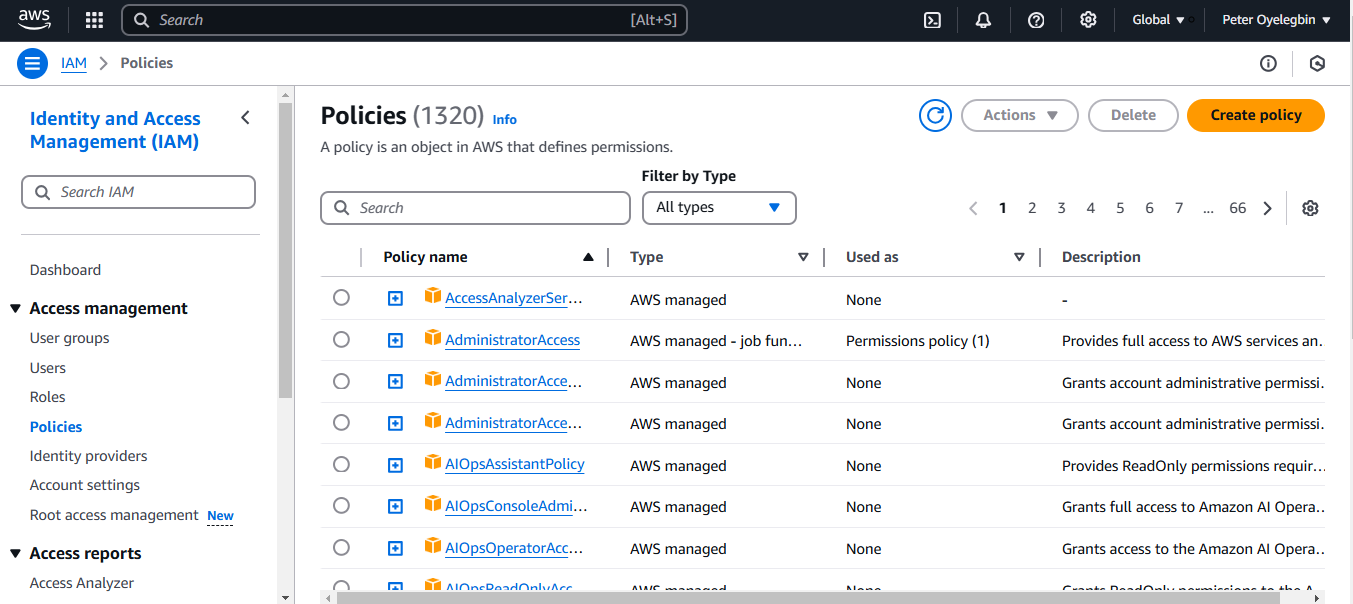 aws
Search [Alt+S]
Global
Peter Oyelegbin
IAM > Policies
Identity and Access
Management (IAM)
Search IAM
Dashboard
Access management
User groups
Users
Roles
Policies
Identity providers
Account settings
Root access management New
Access reports
Access Analyzer
Policies (1320) Info
Actions
Delete
Create policy
A policy is an object in AWS that defines permissions.
Filter by Type
Search
All types
1 2 3 4 5 6 7 ... 66
Policy name Type Used as Description
AccessAnalyzerSer… AWS managed None -
AdministratorAccess AWS managed - job fun… Permissions policy (1) Provides full access to AWS services an.
AdministratorAcce… AWS managed None Grants account administrative permissi.
AdministratorAcce… AWS managed None Grants account administrative permissi.
AIOpsAssistantPolicy AWS managed None Provides ReadOnly permissions requir…
AIOpsConsoleAdmi… AWS managed None Grants full access to Amazon AI Opera..
AIOpsOperatorAcc… AWS managed None Grants access to the Amazon AI Opera…
AIOpsReadOnlyAcc AWS managed None Grants ReadOnly permissions to the A